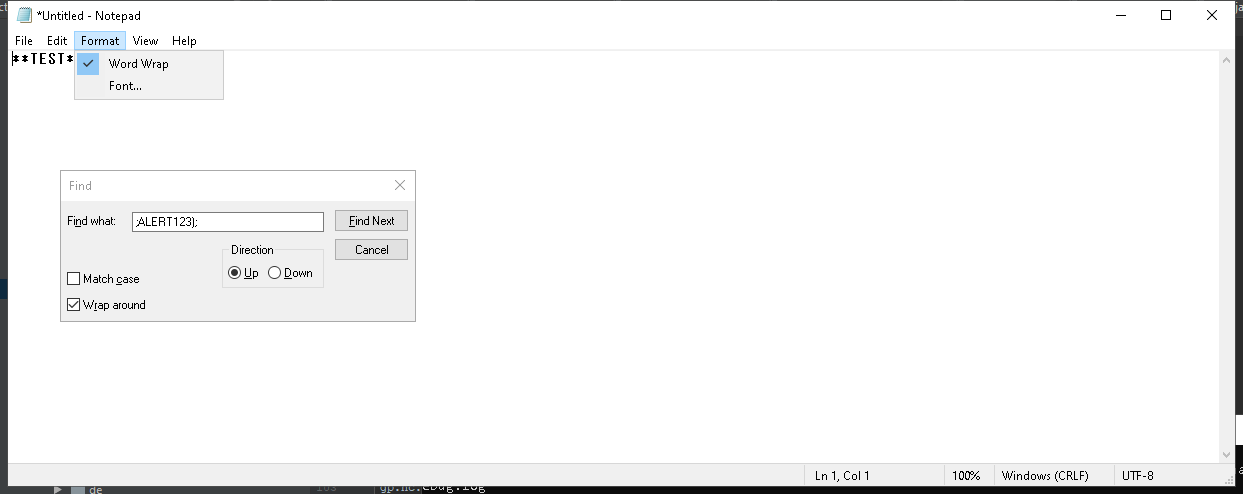 *Untitled - Notepad
File Edit Format View Help
**TEST*
Word Wrap
Font...
Find
Find what: ;ALERT123); Find Next
Direction Cancel
Up Down
Match case
Wrap around
Ln 1, Col 1 100% Windows (CRLF) UTF-8
de